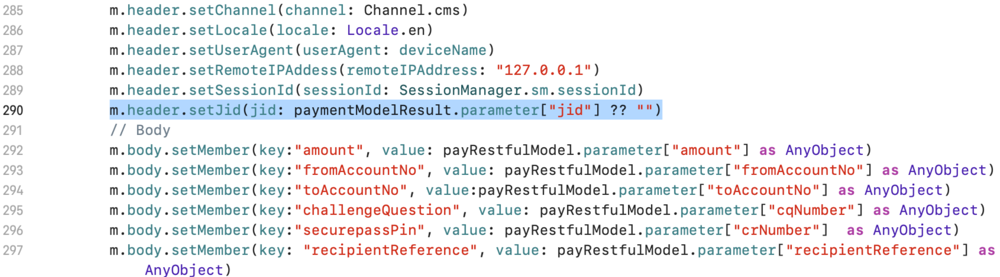 285 m.header.setChannel(channel: Channel.cms)
286 m.header.setLocale(locale: Locale.en)
287 m.header.setUserAgent(userAgent: deviceName)
288 m.header.setRemoteIPAddess(remoteIPAddress: "127.0.0.1")
289 m.header.setSessionId(sessionId: SessionManager.sm.sessionId)
290 m.header.setJid(jid: paymentModelResult.parameter["jid"] ?? "")
291 // Body
292 m.body.setMember(key:"amount", value: payRestfulModel.parameter["amount"] as AnyObject)
293 m.body.setMember(key:"fromAccountNo", value: payRestfulModel.parameter["fromAccountNo"] as AnyObject)
294 m.body.setMember(key:"toAccountNo", value:payRestfulModel.parameter["toAccountNo"] as AnyObject)
295 m.body.setMember(key:"challengeQuestion", value: payRestfulModel.parameter["cqNumber"] as AnyObject)
296 m.body.setMember(key:"securepassPin", value: payRestfulModel.parameter["crNumber"]  as AnyObject)
297 m.body.setMember(key: "recipientReference", value: payRestfulModel.parameter["recipientReference"] as
AnyObject)